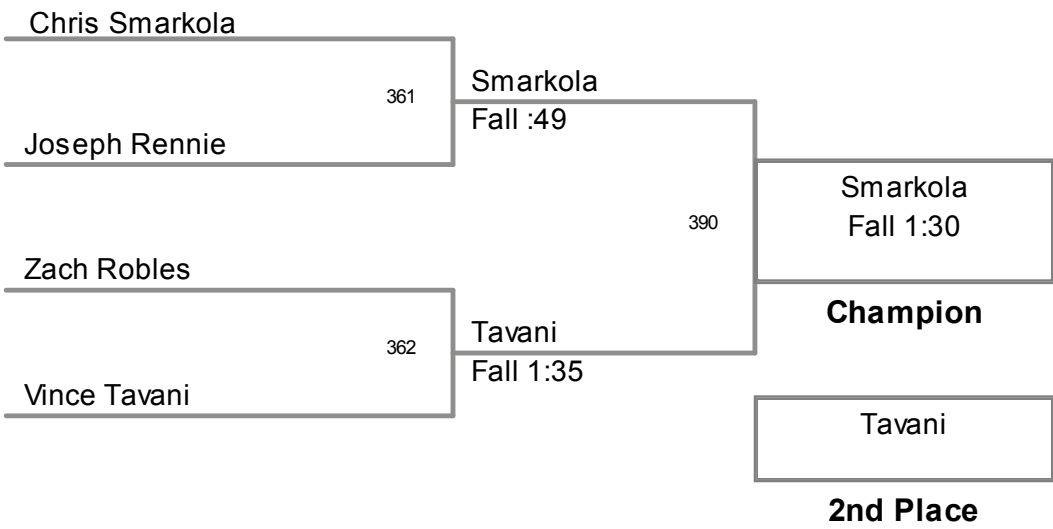 Chris Smarkola
361
Smarkola
Fall :49
Joseph Rennie
Smarkola
Fall 1:30
390
Zach Robles
Champion
Tavani
362
Fall 1:35
Vince Tavani
Tavani
2nd Place